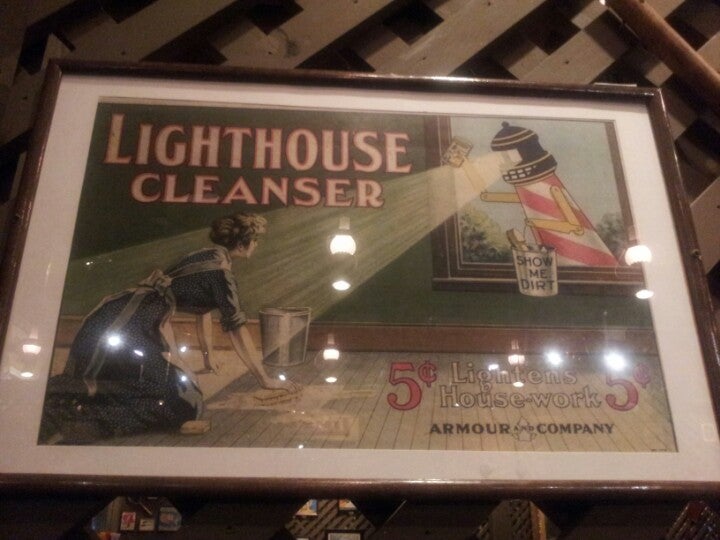 LIGHTHOUSE
CLEANSER
SHOW
ME
DIRT
5¢ Lightens 5¢
House-work
ARMOUR AND COMPANY